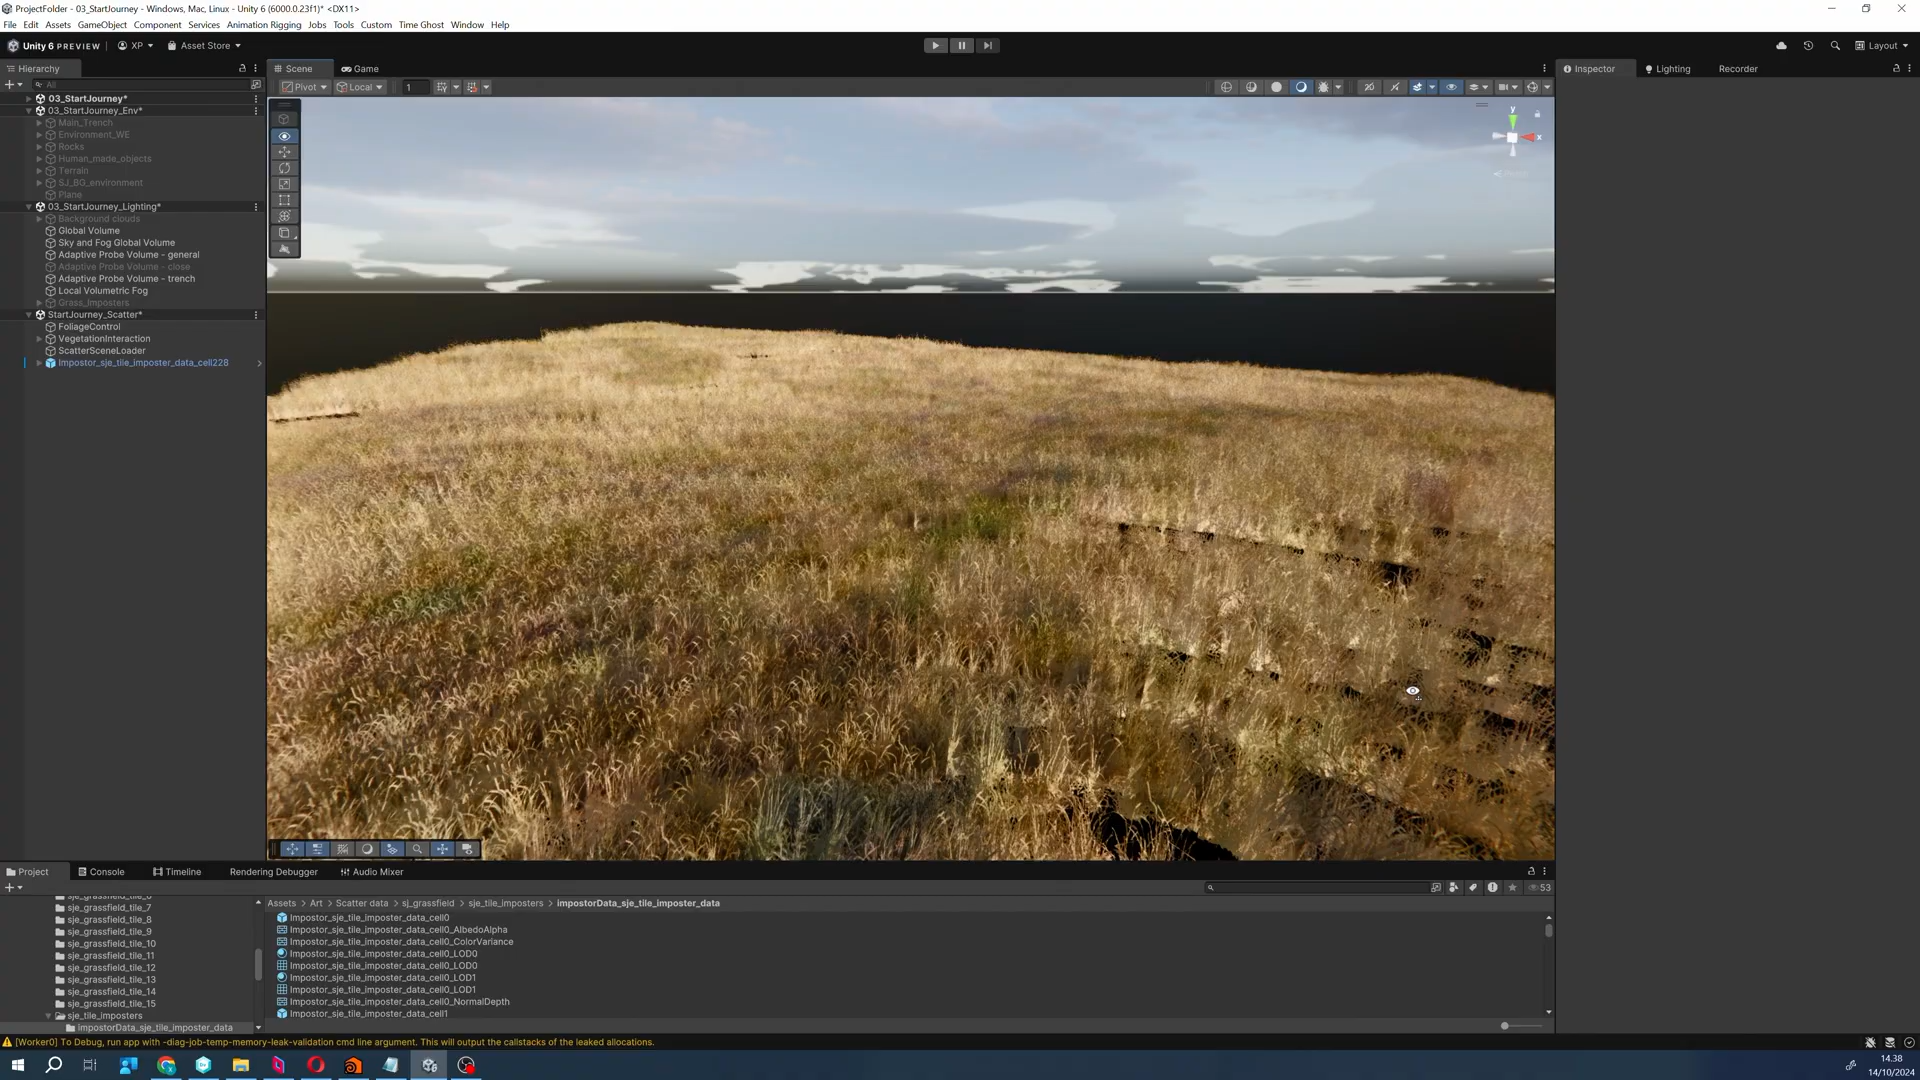 ProjectFolder - 03_StartJourney - Windows, Mac, Linux - Unity 6 (6000.0.23f1)* <DX11>
File Edit Assets GameObject Component Services Animation Rigging Jobs Tools Custom Time Ghost Window Help
Unity 6 PREVIEW XP Asset Store Layout
Hierarchy Scene Game Inspector Lighting Recorder
All Pivot Local 1 2D
03_StartJourney*
03_StartJourney_Env*
Main_Trench
Environment_WE
Rocks
Human_made_objects
Terrain
SJ_BG_environment
Plane
03_StartJourney_Lighting*
Background clouds
Global Volume
Sky and Fog Global Volume
Adaptive Probe Volume - general
Adaptive Probe Volume - close
Adaptive Probe Volume - trench
Local Volumetric Fog
Grass_Imposters
StartJourney_Scatter*
FoliageControl
VegetationInteraction
ScatterSceneLoader
Impostor_sje_tile_imposter_data_cell228
y
x
Persp
Project Console Timeline Rendering Debugger Audio Mixer
53
sje_grassfield_tile_7
sje_grassfield_tile_8
sje_grassfield_tile_9
sje_grassfield_tile_10
sje_grassfield_tile_11
sje_grassfield_tile_12
sje_grassfield_tile_13
sje_grassfield_tile_14
sje_grassfield_tile_15
sje_tile_imposters
impostorData_sje_tile_imposter_data
Assets > Art > Scatter data > sj_grassfield > sje_tile_imposters > impostorData_sje_tile_imposter_data
Impostor_sje_tile_imposter_data_cell0
Impostor_sje_tile_imposter_data_cell0_AlbedoAlpha
Impostor_sje_tile_imposter_data_cell0_ColorVariance
Impostor_sje_tile_imposter_data_cell0_LOD0
Impostor_sje_tile_imposter_data_cell0_LOD0
Impostor_sje_tile_imposter_data_cell0_LOD1
Impostor_sje_tile_imposter_data_cell0_LOD1
Impostor_sje_tile_imposter_data_cell0_NormalDepth
Impostor_sje_tile_imposter_data_cell1
[Worker0] To Debug, run app with -diag-job-temp-memory-leak-validation cmd line argument. This will output the callstacks of the leaked allocations.
14.38
14/10/2024